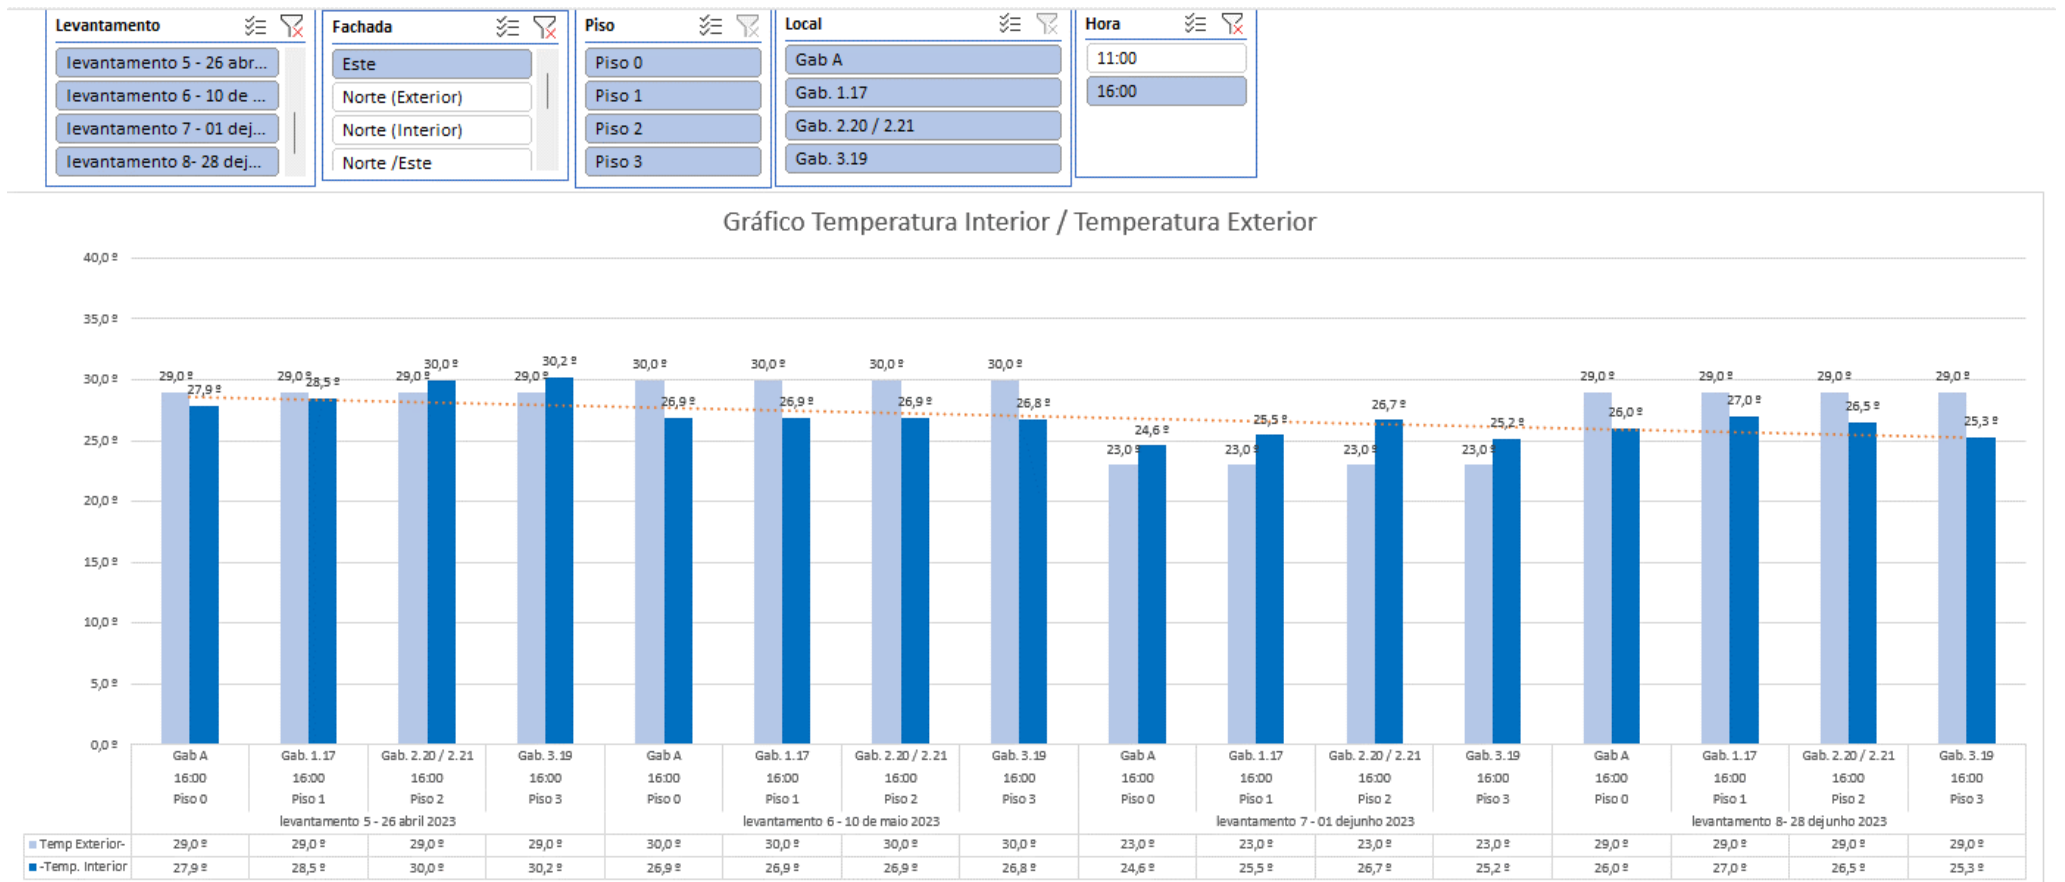 Levantamento
levantamento 5 - 26 abr...
levantamento 6 - 10 de ...
levantamento 7 - 01 dej...
levantamento 8- 28 dej...
Fachada
Este
Norte (Exterior)
Norte (Interior)
Norte /Este
Piso
Piso 0
Piso 1
Piso 2
Piso 3
Local
Gab A
Gab. 1.17
Gab. 2.20 / 2.21
Gab. 3.19
Hora
11:00
16:00
Gráfico Temperatura Interior / Temperatura Exterior
40,0 º
35,0 º
30,0 º
25,0 º
20,0 º
15,0 º
10,0 º
5,0 º
0,0 º
29,0 º 27,9 º 29,0 º 28,5 º 29,0 º 30,0 º 29,0 º 30,2 º 30,0 º 26,9 º 30,0 º 26,9 º 30,0 º 26,9 º 30,0 º 26,8 º 23,0 º 24,6 º 23,0 º 25,5 º 23,0 º 26,7 º 23,0 º 25,2 º 29,0 º 26,0 º 29,0 º 27,0 º 29,0 º 26,5 º 29,0 º 25,3 º
Gab A Gab. 1.17 Gab. 2.20 / 2.21 Gab. 3.19 Gab A Gab. 1.17 Gab. 2.20 / 2.21 Gab. 3.19 Gab A Gab. 1.17 Gab. 2.20 / 2.21 Gab. 3.19 Gab A Gab. 1.17 Gab. 2.20 / 2.21 Gab. 3.19
16:00 16:00 16:00 16:00 16:00 16:00 16:00 16:00 16:00 16:00 16:00 16:00 16:00 16:00 16:00 16:00
Piso 0 Piso 1 Piso 2 Piso 3 Piso 0 Piso 1 Piso 2 Piso 3 Piso 0 Piso 1 Piso 2 Piso 3 Piso 0 Piso 1 Piso 2 Piso 3
levantamento 5 - 26 abril 2023 levantamento 6 - 10 de maio 2023 levantamento 7 - 01 dejunho 2023 levantamento 8- 28 dejunho 2023
Temp Exterior- 29,0 º 29,0 º 29,0 º 29,0 º 30,0 º 30,0 º 30,0 º 30,0 º 23,0 º 23,0 º 23,0 º 23,0 º 29,0 º 29,0 º 29,0 º 29,0 º
-Temp. Interior 27,9 º 28,5 º 30,0 º 30,2 º 26,9 º 26,9 º 26,9 º 26,8 º 24,6 º 25,5 º 26,7 º 25,2 º 26,0 º 27,0 º 26,5 º 25,3 º